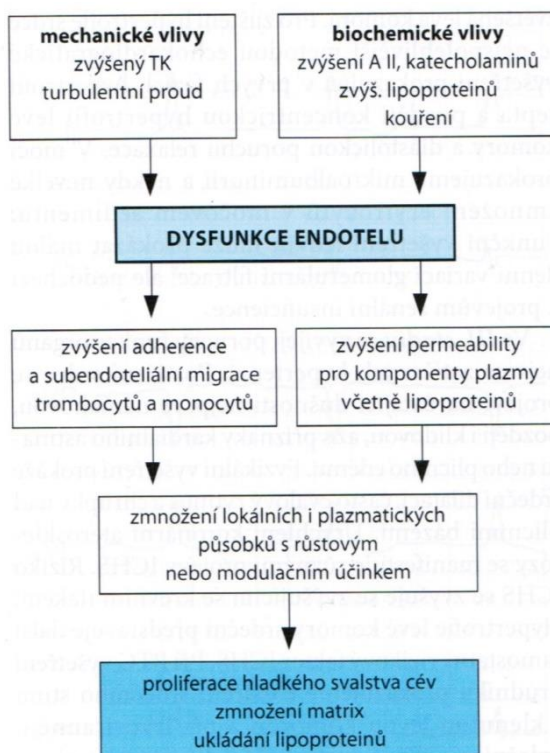 mechanické vlivy
zvýšený TK
turbulentní proud
biochemické vlivy
zvýšení A II, katecholaminů
zvýš. lipoproteinů
kouření
DYSFUNKCE ENDOTELU
zvýšení adherence
a subendoteliální migrace
trombocytů a monocytů
zvýšení permeability
pro komponenty plazmy
včetně lipoproteinů
zmnožení lokálních plasmatických
působků s růstovým
nebo modulačním účinkem
proliferace hladkého svalstva cév
zmnožení matrix
ukládání lipoproteinů